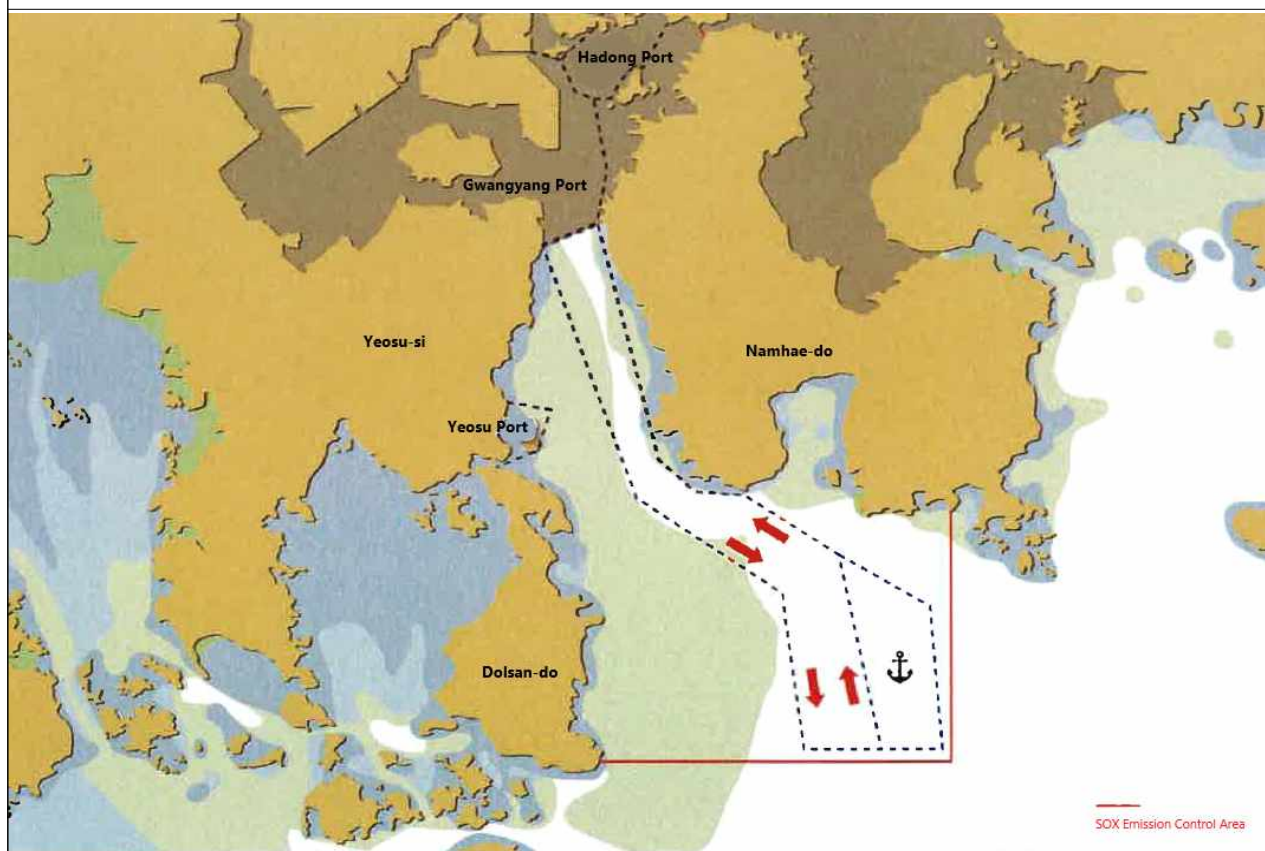 Hadong Port
Gwangyang Port
Yeosu-si
Namhae-do
Yeosu Port
Dolsan-do
SOX Emission Control Area